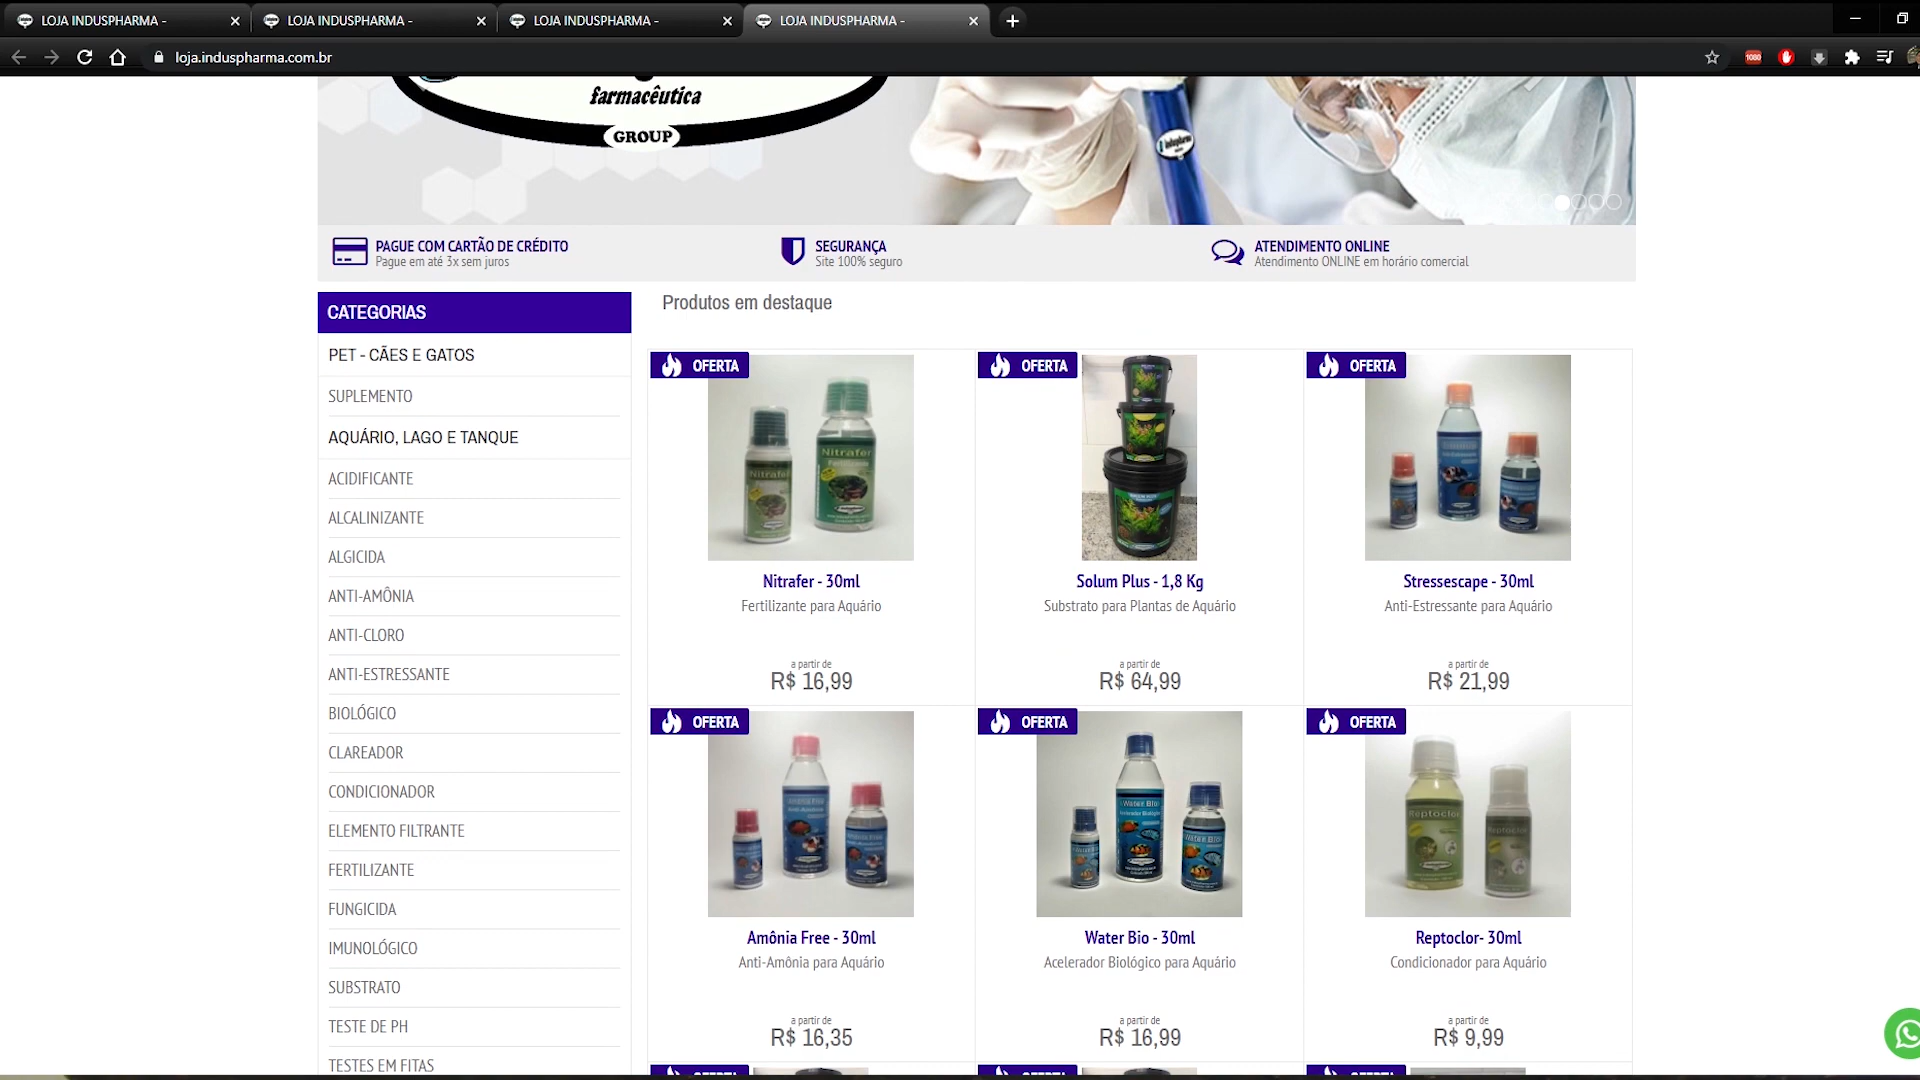 LOJA INDUSPHARMA -
LOJA INDUSPHARMA -
LOJA INDUSPHARMA -
LOJA INDUSPHARMA -
loja.induspharma.com.br
1080
farmacêutica
GROUP
PAGUE COM CARTÃO DE CRÉDITO
Pague em até 3x sem juros
SEGURANÇA
Site 100% seguro
ATENDIMENTO ONLINE
Atendimento ONLINE em horário comercial
CATEGORIAS
PET - CÃES E GATOS
SUPLEMENTO
AQUÁRIO, LAGO E TANQUE
ACIDIFICANTE
ALCALINIZANTE
ALGICIDA
ANTI-AMÔNIA
ANTI-CLORO
ANTI-ESTRESSANTE
BIOLÓGICO
CLAREADOR
CONDICIONADOR
ELEMENTO FILTRANTE
FERTILIZANTE
FUNGICIDA
IMUNOLÓGICO
SUBSTRATO
TESTE DE PH
TESTES EM FITAS
Produtos em destaque
OFERTA
Nitrafer
Nitrafer
Nitrafer - 30ml
Fertilizante para Aquário
a partir de
R$ 16,99
OFERTA
Solum Plus - 1,8 Kg
Substrato para Plantas de Aquário
a partir de
R$ 64,99
OFERTA
Stressescape - 30ml
Anti-Estressante para Aquário
a partir de
R$ 21,99
OFERTA
Amônia Free - 30ml
Anti-Amônia para Aquário
a partir de
R$ 16,35
OFERTA
Water Bio
Water Bio - 30ml
Acelerador Biológico para Aquário
a partir de
R$ 16,99
OFERTA
Reptoclor
Reptoclor
Reptoclor- 30ml
Condicionador para Aquário
a partir de
R$ 9,99